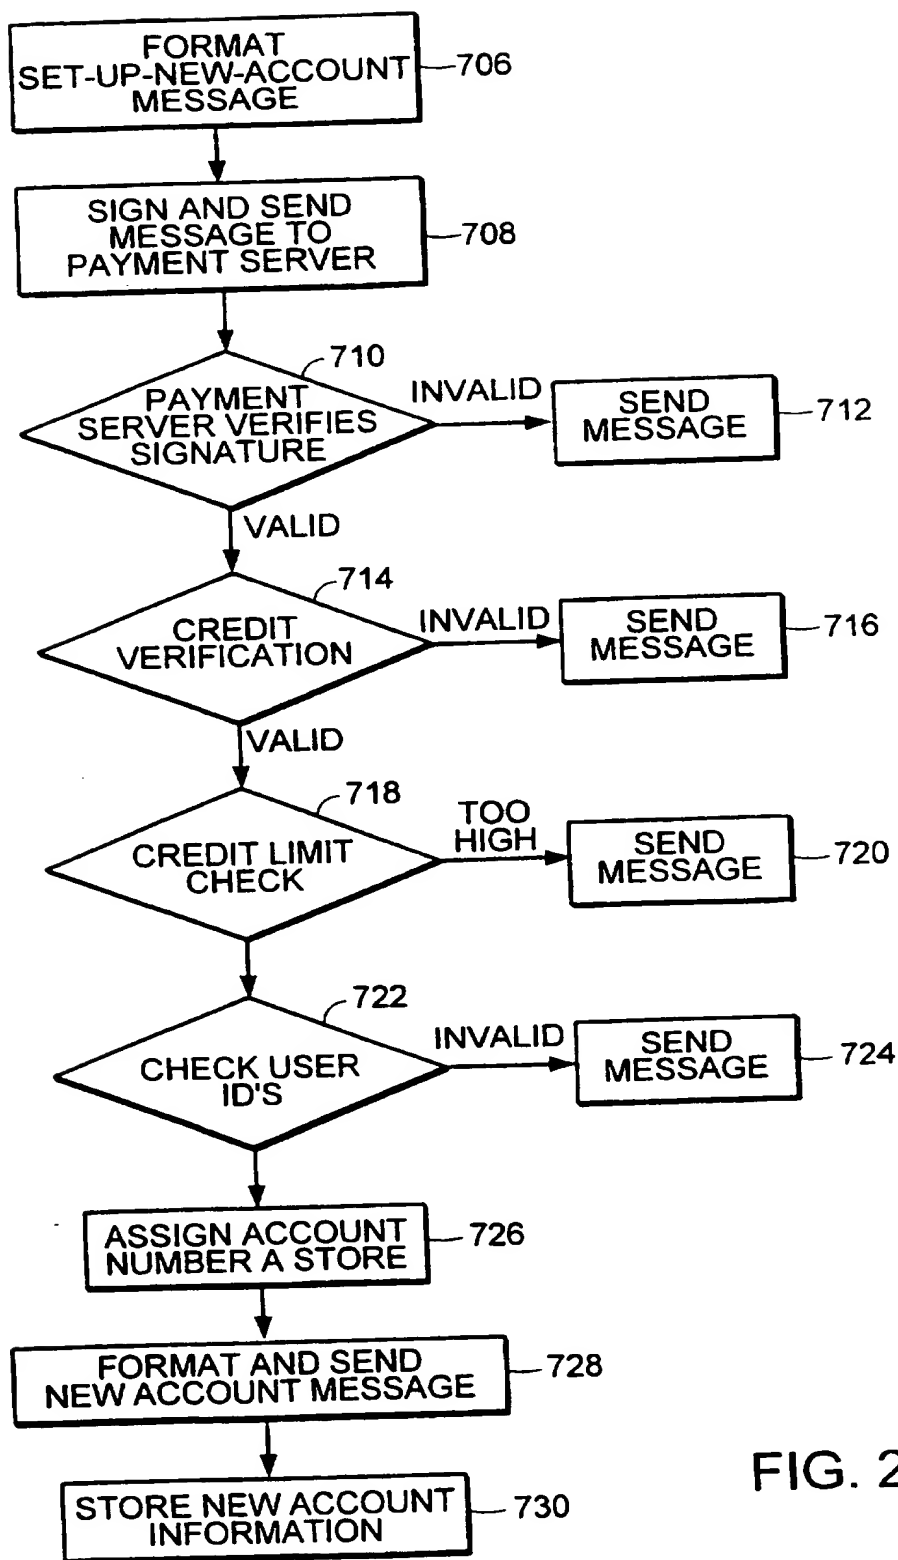 FORMAT
SET-UP-NEW-ACCOUNT
MESSAGE
706
SIGN AND SEND
MESSAGE TO
PAYMENT SERVER
708
710
PAYMENT
SERVER VERIFIES
SIGNATURE
INVALID
SEND
MESSAGE
712
VALID
714
CREDIT
VERIFICATION
INVALID
SEND
MESSAGE
716
VALID
718
CREDIT LIMIT
CHECK
TOO
HIGH
SEND
MESSAGE
720
722
CHECK USER
ID'S
INVALID
SEND
MESSAGE
724
ASSIGN ACCOUNT
NUMBER A STORE
726
FORMAT AND SEND
NEW ACCOUNT MESSAGE
728
STORE NEW ACCOUNT
INFORMATION
730
FIG. 2